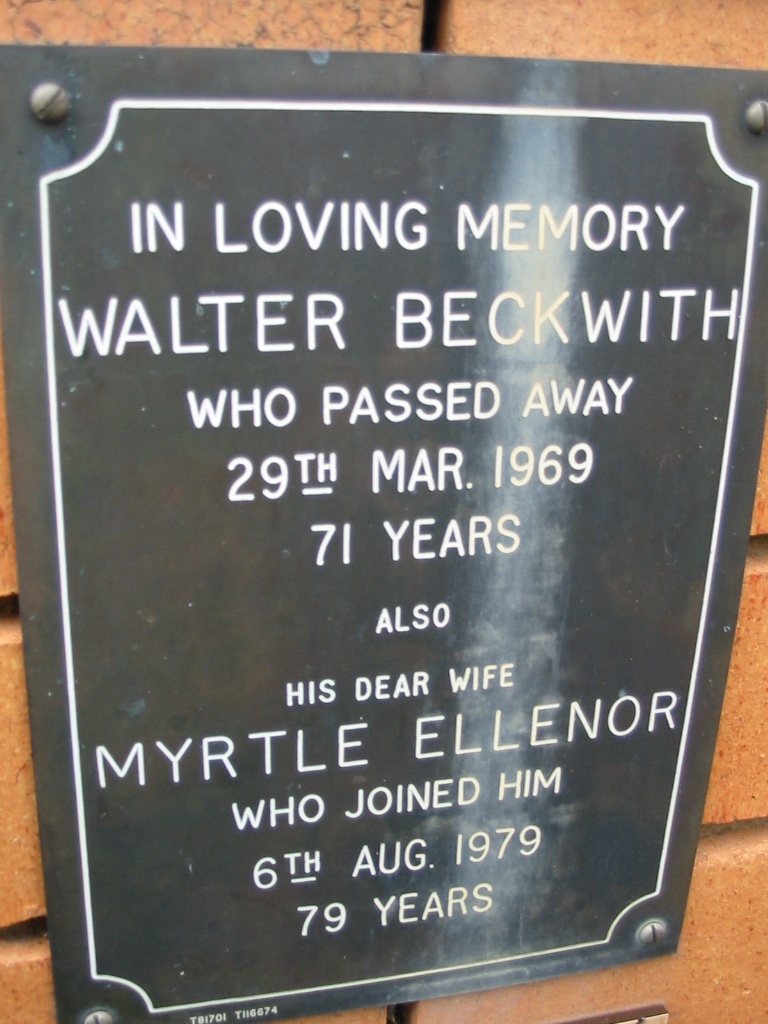 IN LOVING MEMORY
WALTER BECKWITH
WHO PASSED AWAY
29TH MAR. 1969
71 YEARS
ALSO
HIS DEAR WIFE
MYRTLE ELLENOR
WHO JOINED HIM
6TH AUG. 1979
79 YEARS
T81701 T116674